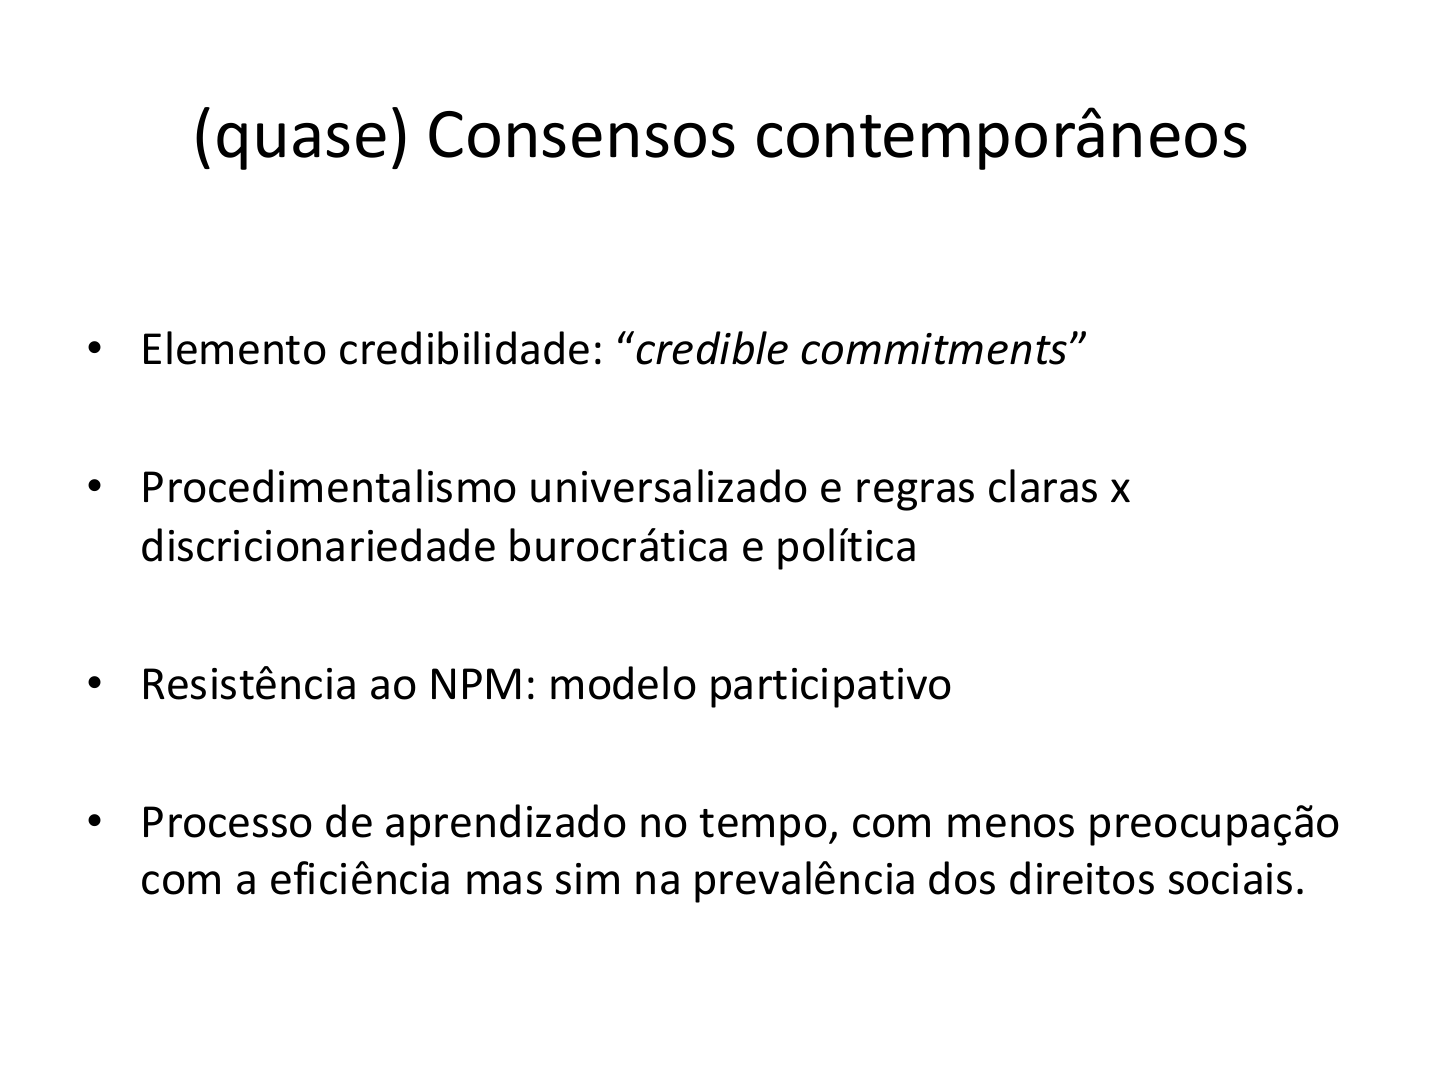 (quase) Consensos contemporâneos
• Elemento credibilidade: “credible commitments”
• Procedimentalismo universalizado e regras claras x
discricionariedade burocrática e política
• Resistência ao NPM: modelo participativo
• Processo de aprendizado no tempo, com menos preocupação
com a eficiência mas sim na prevalência dos direitos sociais.